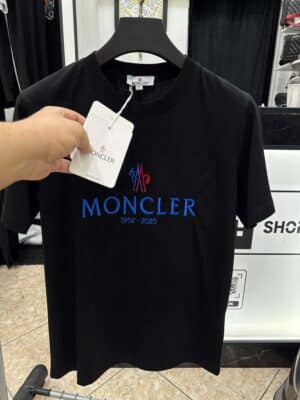 MONCLER
MONCLER
1952 - 2025
SHO